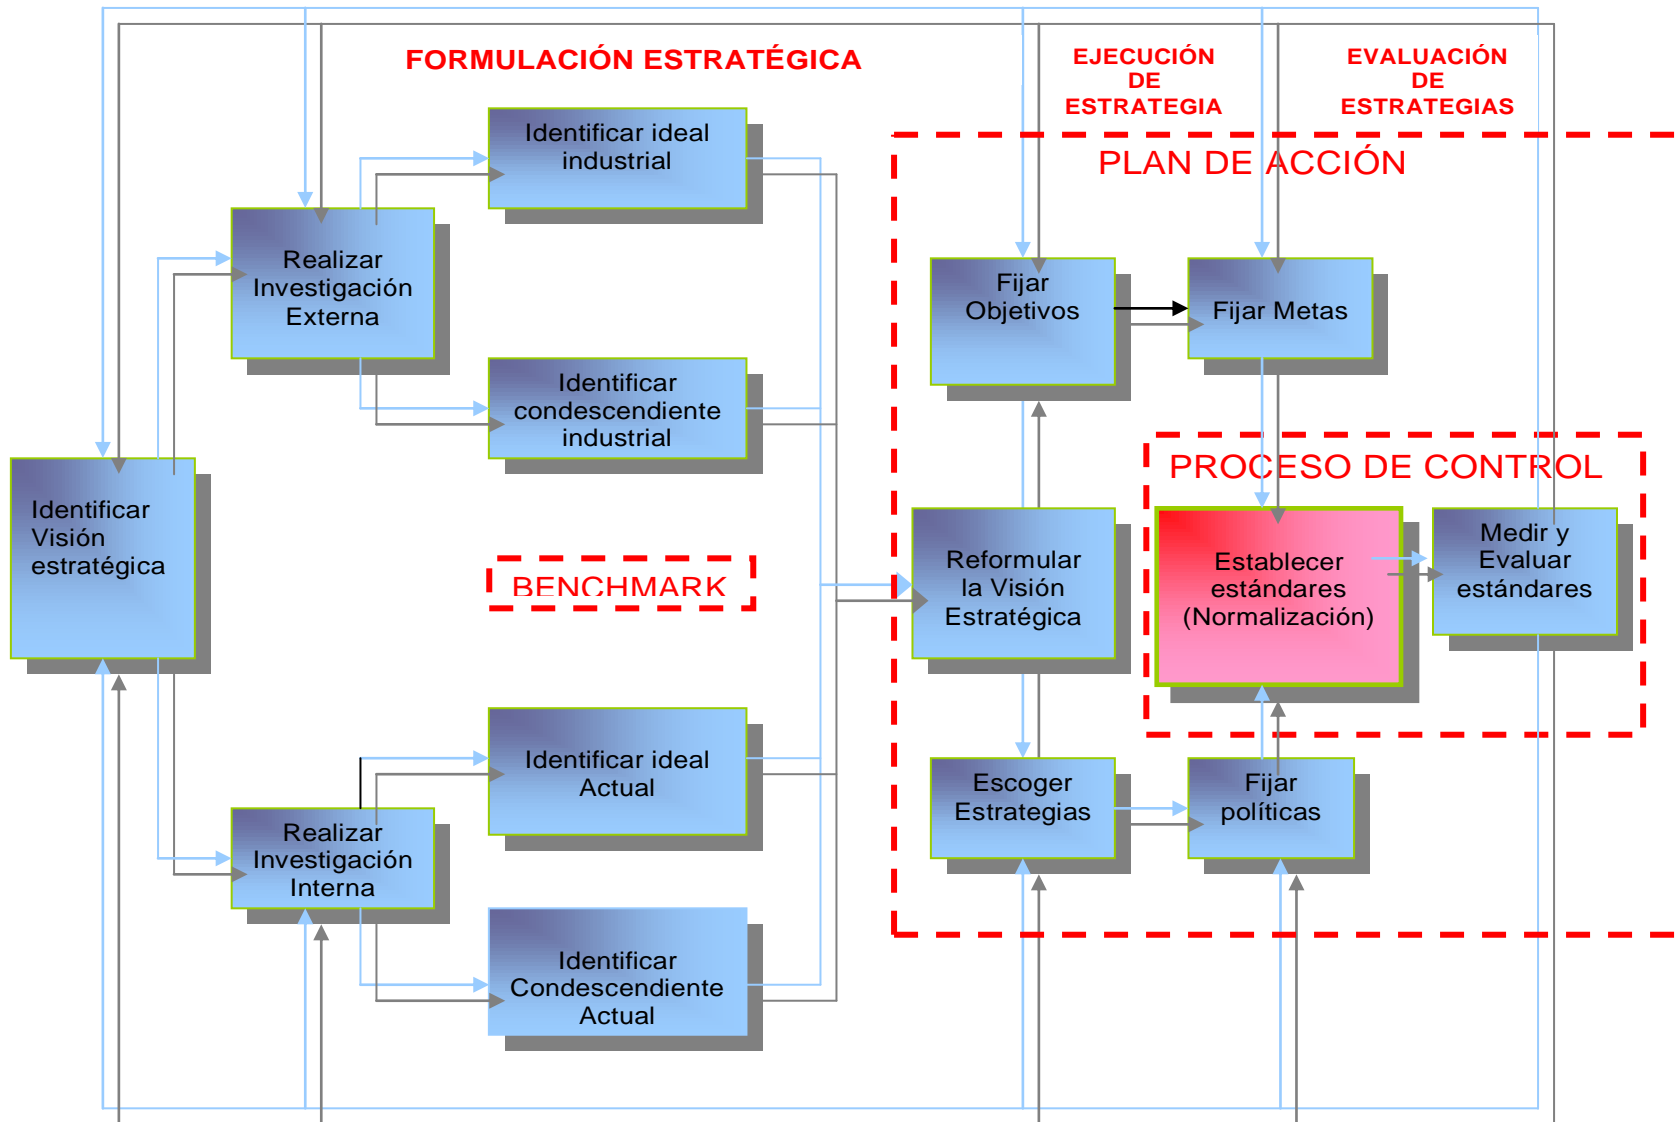 FORMULACIÓN ESTRATÉGICA
EJECUCIÓN
DE
ESTRATEGIA
EVALUACIÓN
DE
ESTRATEGIAS
PLAN DE ACCIÓN
Identificar ideal
industrial
Realizar
Investigación
Externa
Fijar
Objetivos
Fijar Metas
Identificar
condescendiente
industrial
PROCESO DE CONTROL
Identificar
Visión
estratégica
BENCHMARK
Reformular
la Visión
Estratégica
Establecer
estándares
(Normalización)
Medir y
Evaluar
estándares
Identificar ideal
Actual
Escoger
Estrategias
Fijar
políticas
Realizar
Investigación
Interna
Identificar
Condescendiente
Actual